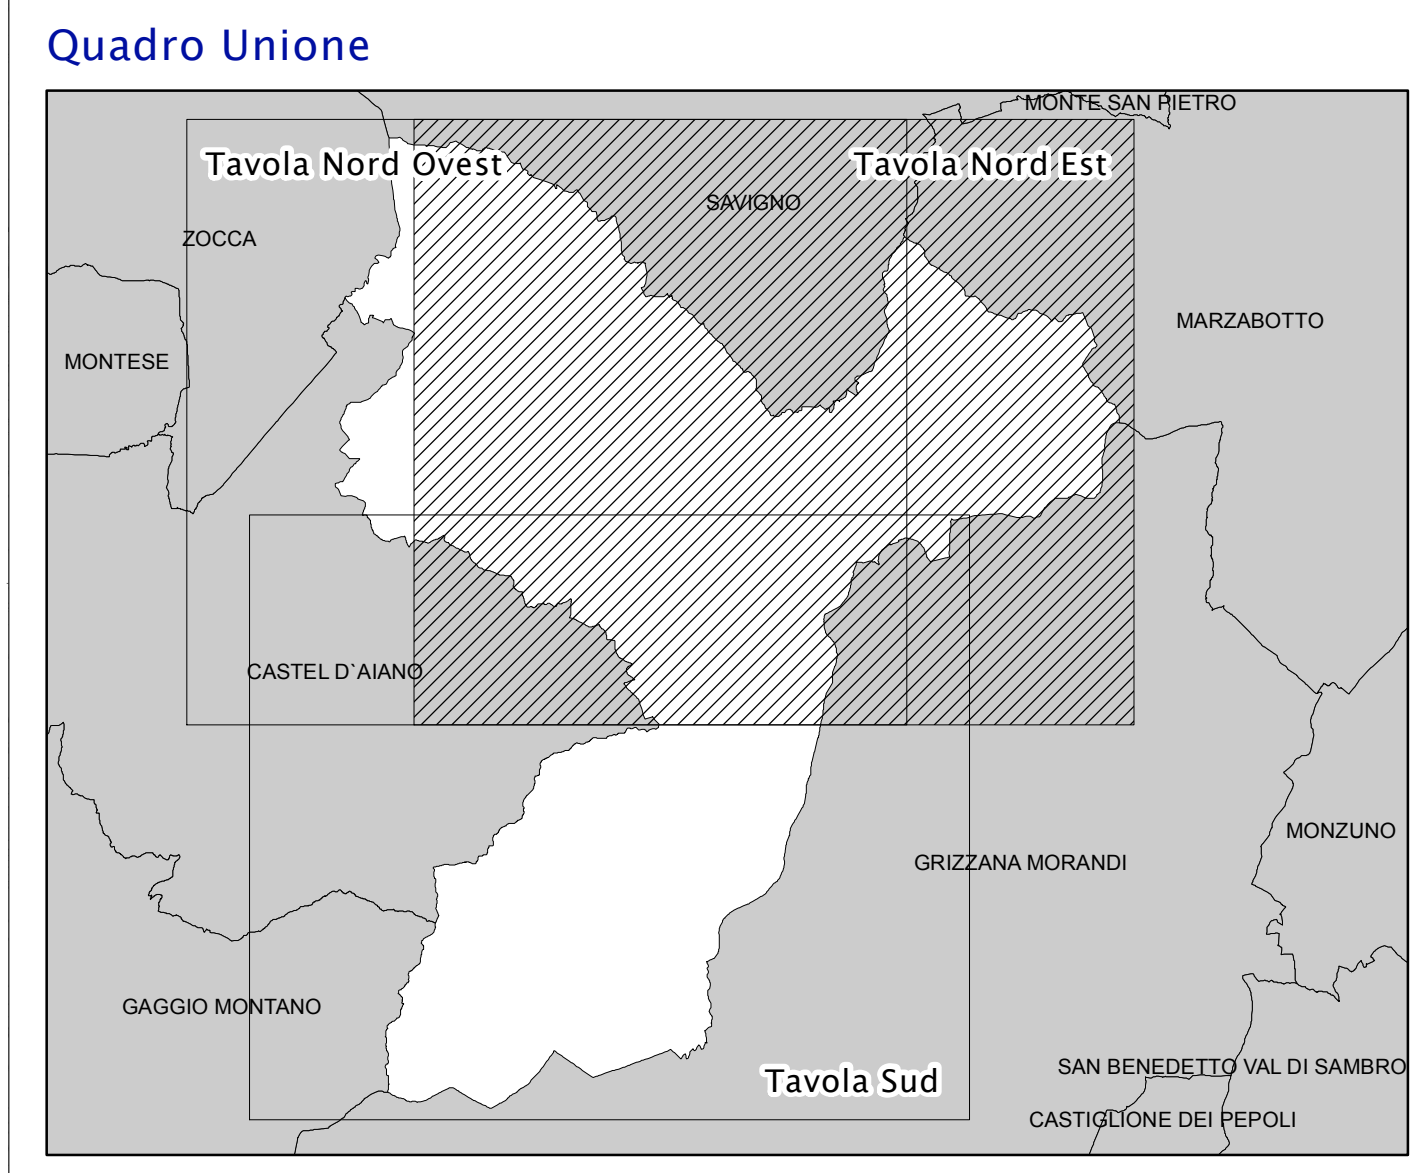 Quadro Unione
MONTE SAN PIETRO
Tavola Nord Ovest
Tavola Nord Est
SAVIGNO
ZOCCA
MARZABOTTO
MONTESE
CASTEL D`AIANO
MONZUNO
GRIZZANA MORANDI
GAGGIO MONTANO
SAN BENEDETTO VAL DI SAMBRO
Tavola Sud
CASTIGLIONE DEI PEPOLI